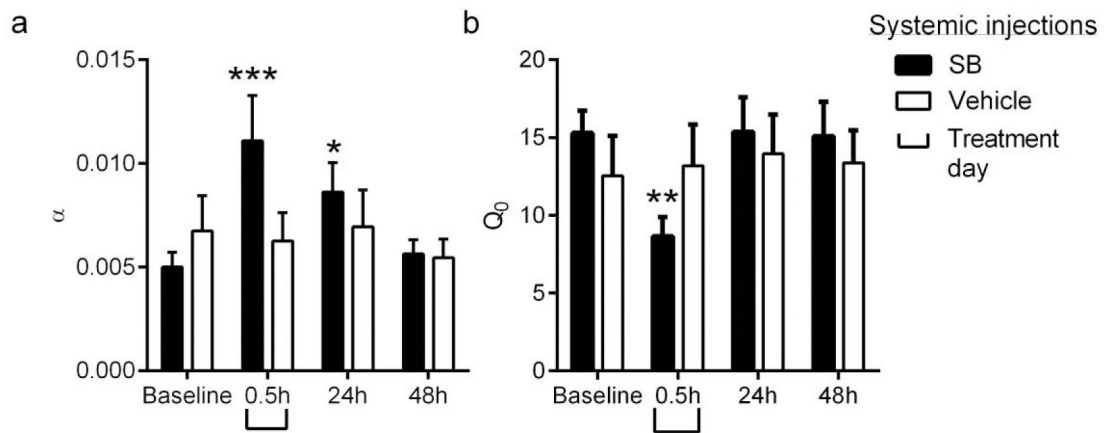 a
0.015
0.010
0.005
0.000
α
***
*
Baseline 0.5h 24h 48h
b
20
15
10
5
0
Q0
**
Baseline 0.5h 24h 48h
Systemic injections
SB
Vehicle
Treatment
day